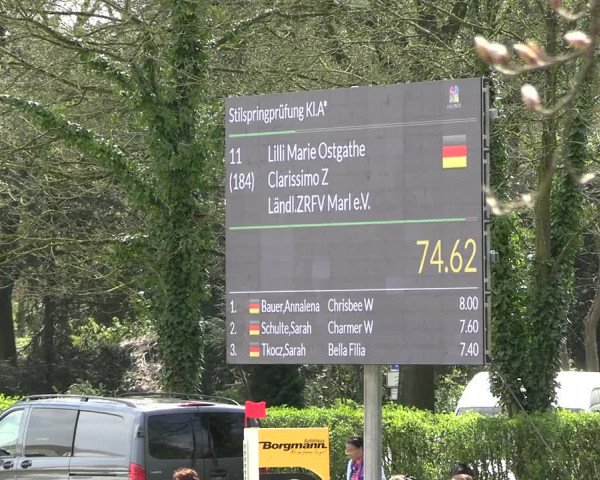 Stilspringprüfung Kl.A*
11 Lilli Marie Ostgathe
(184) Clarissimo Z
Ländl.ZRFV Marl e.V.
74.62
1. Bauer,Annalena Chrisbee W 8.00
2. Schulte,Sarah Charmer W 7.60
3. Tkocz,Sarah Bella Filia 7.40
Autohaus
Borgmann